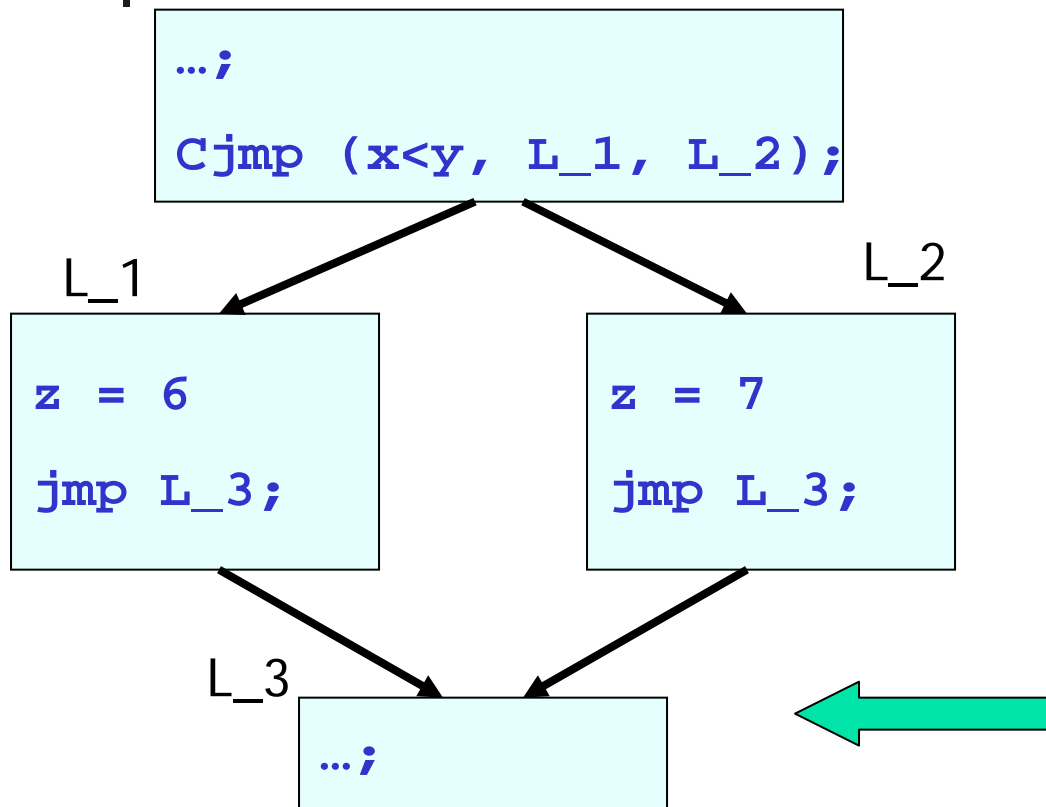 …;
Cjmp (x<y, L_1, L_2);
L_1
L_2
z = 6
jmp L_3;
z = 7
jmp L_3;
L_3
…;